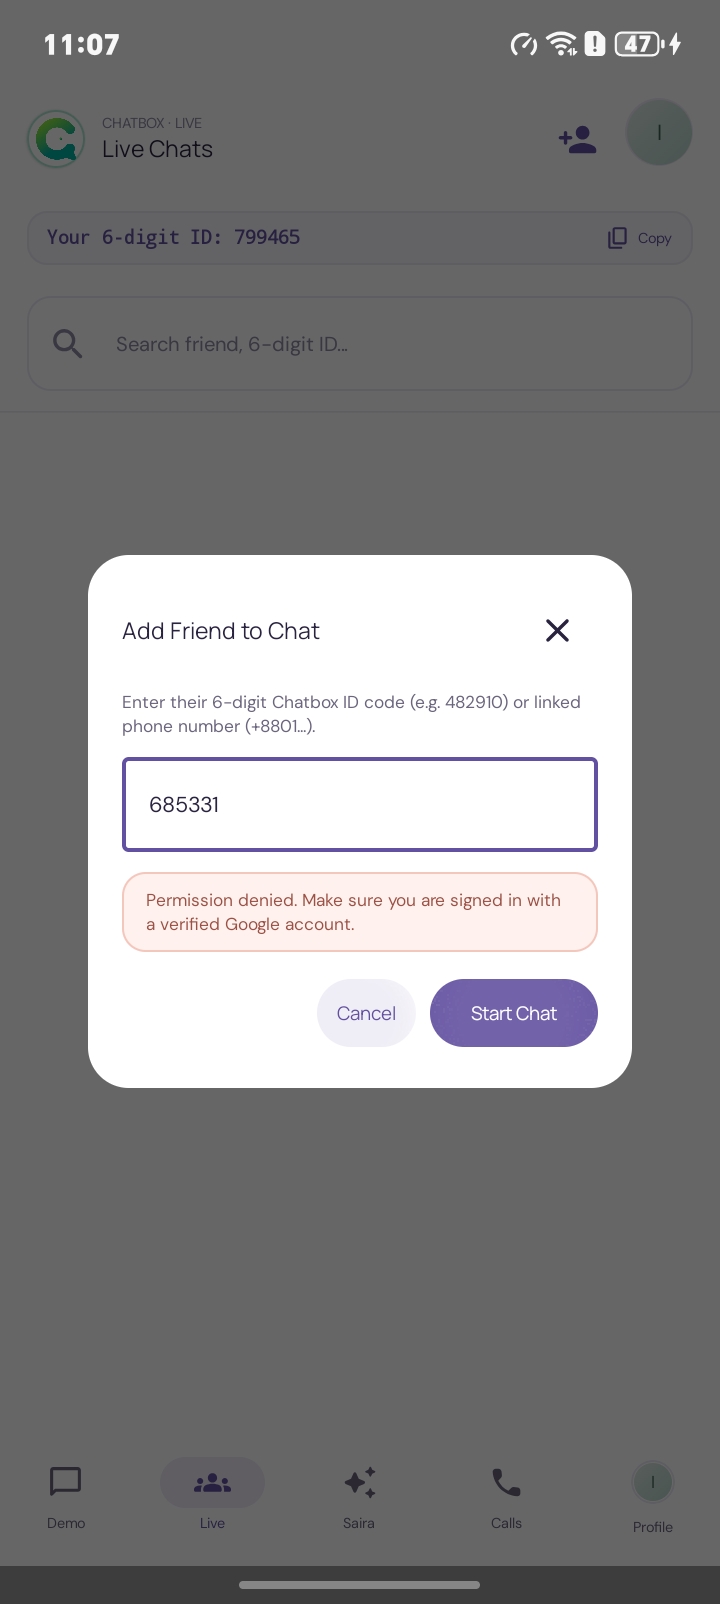 11:07
47
CHATBOX · LIVE
Live Chats
I
Your 6-digit ID: 799465
Copy
Search friend, 6-digit ID...
Add Friend to Chat
Enter their 6-digit Chatbox ID code (e.g. 482910) or linked
phone number (+8801...).
685331
Permission denied. Make sure you are signed in with
a verified Google account.
Cancel
Start Chat
I
Demo
Live
Saira
Calls
Profile